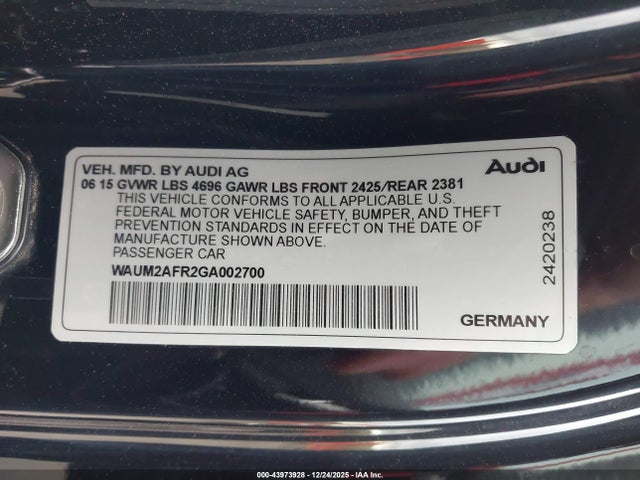 VEH. MFD. BY AUDI AG
Audi
06 15 GVWR LBS 4696 GAWR LBS FRONT 2425/REAR 2381
THIS VEHICLE CONFORMS TO ALL APPLICABLE U.S.
FEDERAL MOTOR VEHICLE SAFETY, BUMPER, AND THEFT
PREVENTION STANDARDS IN EFFECT ON THE DATE OF
MANUFACTURE SHOWN ABOVE.
PASSENGER CAR
WAUM2AFR2GA002700
GERMANY
2420238
000-43973928 - 12/24/2025 - IAA Inc.